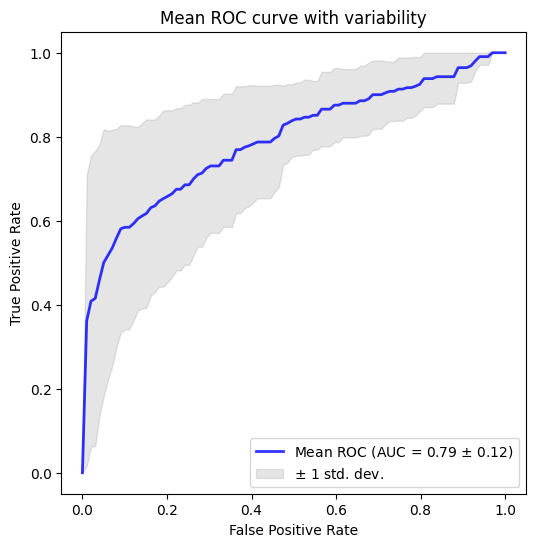 Mean ROC curve with variability
True Positive Rate
1.0
0.8
0.6
0.4
0.2
0.0
Mean ROC (AUC = 0.79 ± 0.12)
± 1 std. dev.
0.0 0.2 0.4 0.6 0.8 1.0
False Positive Rate